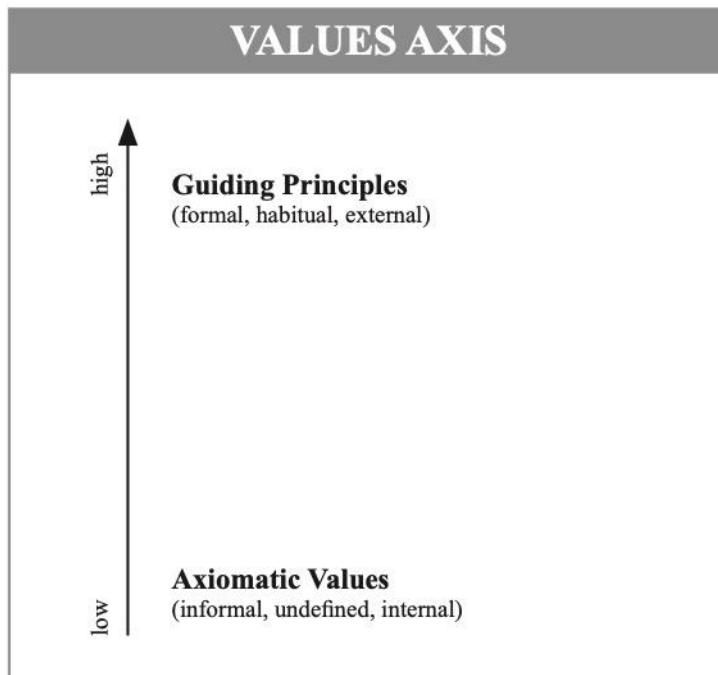 VALUES AXIS
high
Guiding Principles
(formal, habitual, external)
Axiomatic Values
(informal, undefined, internal)
low